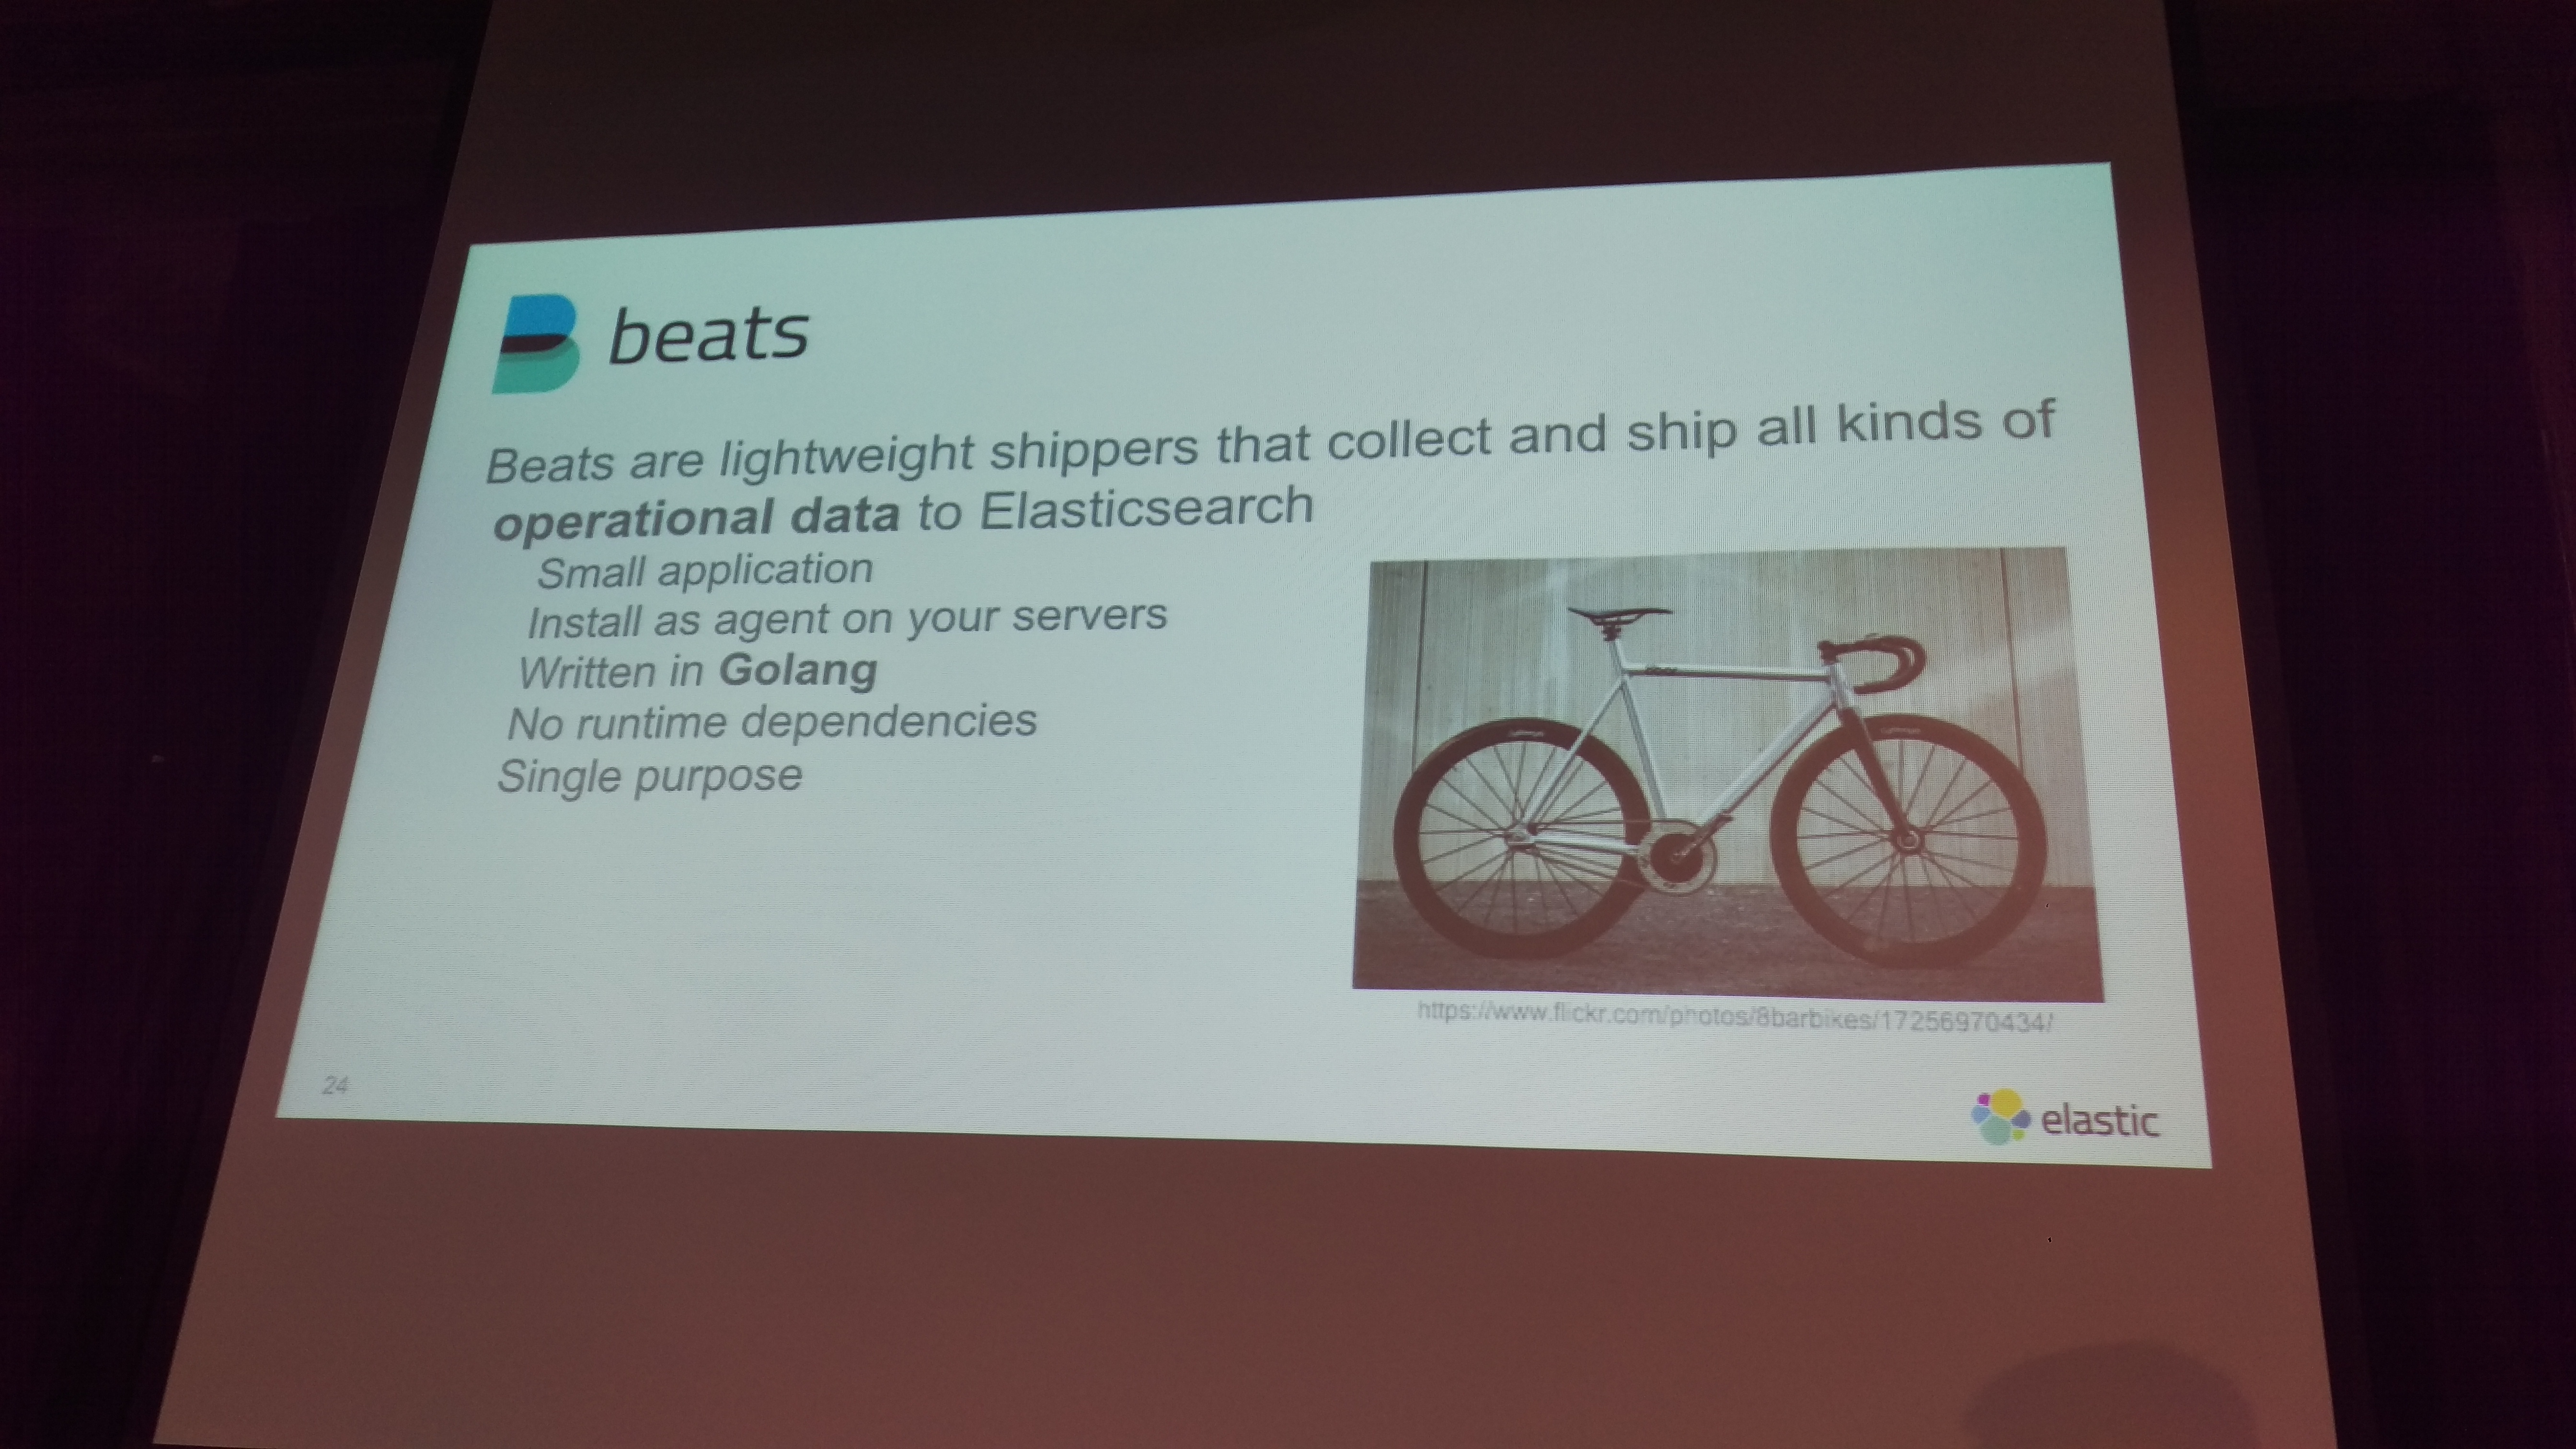 beats
Beats are lightweight shippers that collect and ship all kinds of
operational data to Elasticsearch
Small application
Install as agent on your servers
Written in Golang
No runtime dependencies
Single purpose
https://www.flickr.com/photos/8barbikes/17256970434/
24
elastic